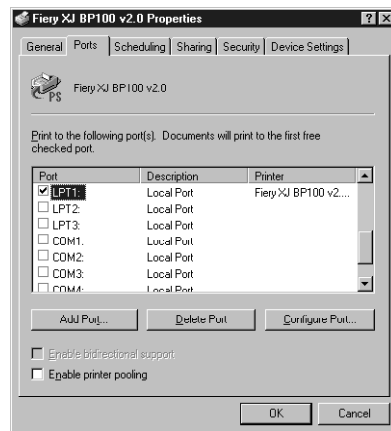 Fiery XJ BP100 v2.0 Properties
General Ports Scheduling Sharing Security Device Settings
PS Fiery XJ BP100 v2.0
Print to the following port(s). Documents will print to the first free
checked port.
Port Description Printer
LPT1: Local Port Fiery XJ BP100 v2....
LPT2: Local Port
LPT3: Local Port
COM1. Local Port
COM2: Local Port
COM3: Local Port
COM4: Local Port
Add Port... Delete Port Configure Port...
Enable bidirectional support
Enable printer pooling
OK Cancel